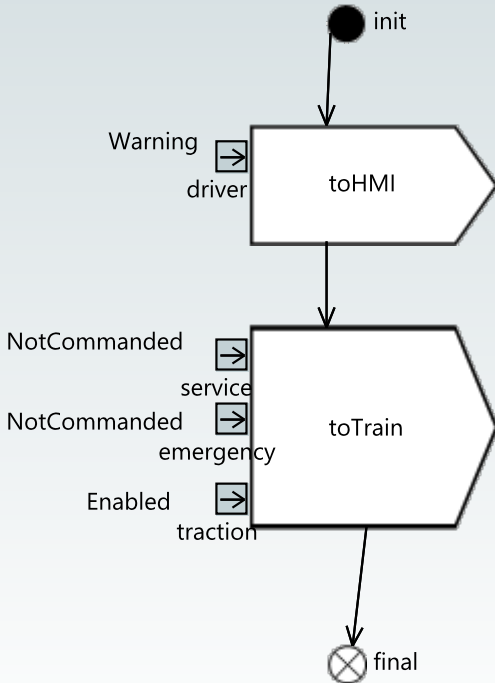 init
Warning
driver
toHMI
NotCommanded
service
NotCommanded
toTrain
emergency
Enabled
traction
final